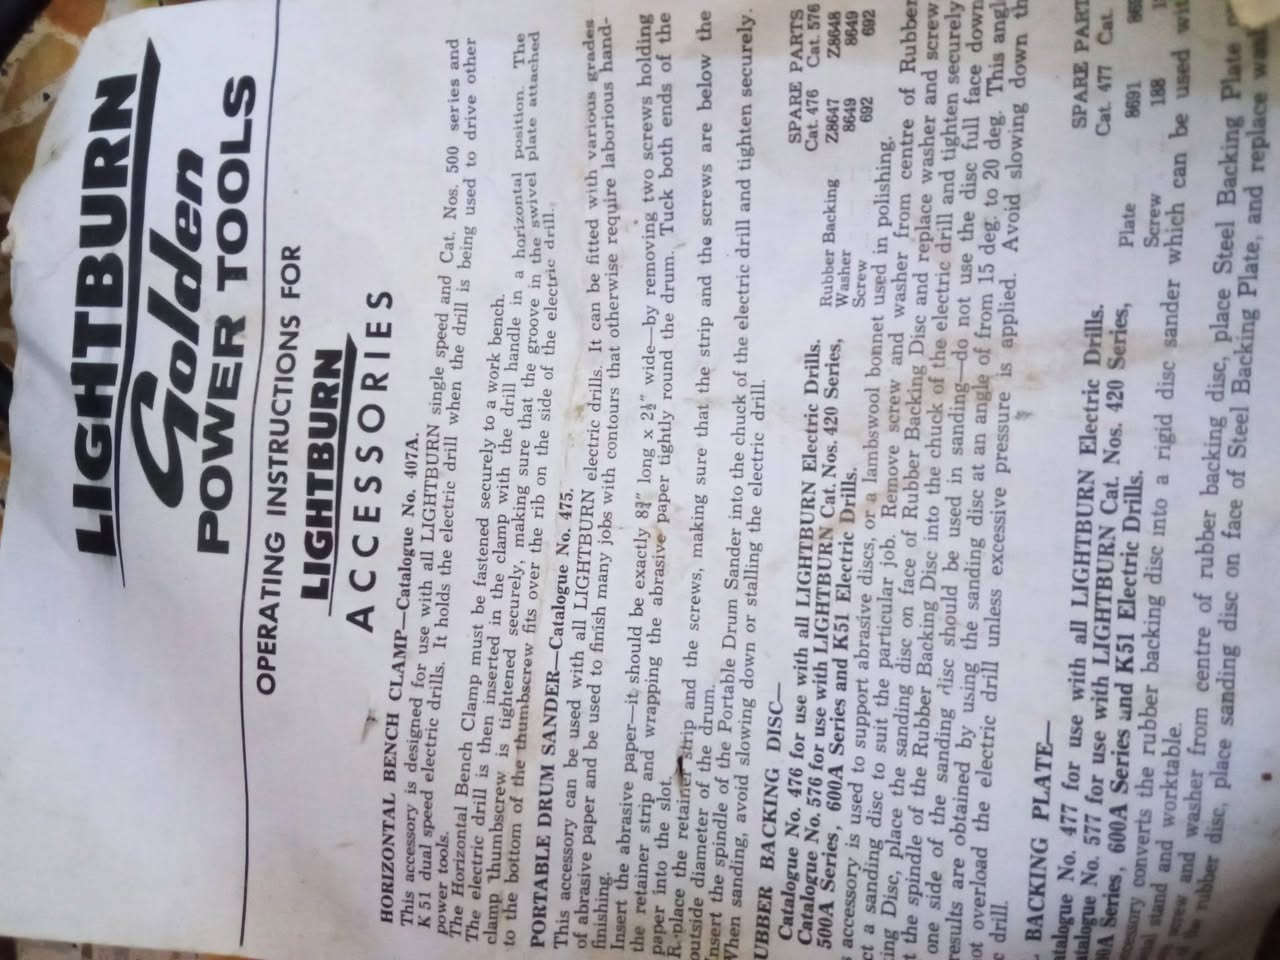 LIGHTBURN
Golden
POWER TOOLS
OPERATING INSTRUCTIONS FOR
LIGHTBURN
ACCESSORIES
HORIZONTAL BENCH CLAMP—Catalogue No. 407A.
This accessory is designed for use with all LIGHTBURN single speed and Cat. Nos. 500 series and
K 51 dual speed electric drills. It holds the electric drill when the drill is being used to drive other
power tools.
The Horizontal Bench Clamp must be fastened securely to a work bench.
The electric drill is then inserted in the clamp with the drill handle in a horizontal position. The
clamp thumbscrew is tightened securely, making sure that the groove in the swivel plate attached
to the bottom of the thumbscrew fits over the rib on the side of the electric drill.
PORTABLE DRUM SANDER—Catalogue No. 475.
This accessory can be used with all LIGHTBURN electric drills. It can be fitted with various grades
of abrasive paper and be used to finish many jobs with contours that otherwise require laborious hand-
finishing.
Insert the abrasive paper—it should be exactly 8¾" long x 2½" wide—by removing two screws holding
the retainer strip and wrapping the abrasive paper tightly round the drum. Tuck both ends of the
paper into the slot.
Replace the retainer strip and the screws, making sure that the strip and the screws are below the
outside diameter of the drum.
nsert the spindle of the Portable Drum Sander into the chuck of the electric drill and tighten securely.
When sanding, avoid slowing down or stalling the electric drill.
UBBER BACKING DISC—
Catalogue No. 476 for use with all LIGHTBURN Electric Drills.
Catalogue No. 576 for use with LIGHTBURN Cat. Nos. 420 Series,
500A Series, 600A Series and K51 Electric Drills.
SPARE PARTS
Cat. 476 Cat. 576
Rubber Backing Z8647 Z8648
Washer 8649 8649
Screw 692 692
accessory is used to support abrasive discs, or a lambswool bonnet used in polishing.
ct a sanding disc to suit the particular job. Remove screw and washer from centre of Rubber
ing Disc, place the sanding disc on face of Rubber Backing Disc and replace washer and screw
t the spindle of the Rubber Backing Disc into the chuck of the electric drill and tighten securely
one side of the sanding disc should be used in sanding—do not use the disc full face down
results are obtained by using the sanding disc at an angle of from 15 deg. to 20 deg. This angl
ot overload the electric drill unless excessive pressure is applied. Avoid slowing down th
c drill.
BACKING PLATE—
atalogue No. 477 for use with all LIGHTBURN Electric Drills.
atalogue No. 577 for use with LIGHTBURN Cat. Nos. 420 Series,
0A Series, 600A Series and K51 Electric Drills.
SPARE PART
Cat. 477 Cat.
Plate 8691
Screw 188
ccessory converts the rubber backing disc into a rigid disc sander which can be used wit
stand and worktable.
screw and washer from centre of rubber backing disc, place Steel Backing Plate
the rubber disc, place sanding disc on face of Steel Backing Plate, and replace